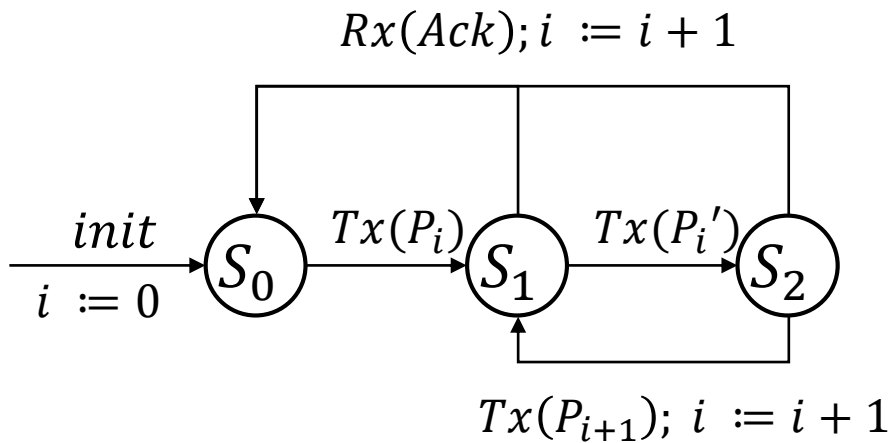 Rx(Ack); i := i + 1
init
i := 0
S₀
Tx(Pᵢ)
S₁
Tx(Pᵢ′)
S₂
Tx(Pᵢ₊₁); i := i + 1